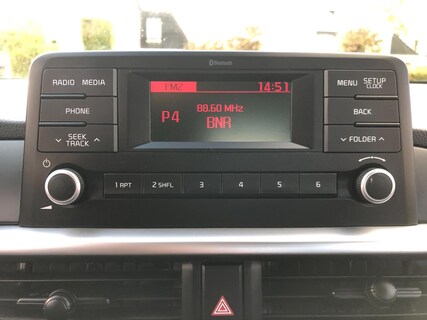 Bluetooth
RADIO MEDIA
FM2 14:51
MENU SETUP
CLOCK
PHONE
P4 88.60 MHz
BNR
BACK
SEEK
TRACK
FOLDER
1 RPT 2 SHFL 3 4 5 6